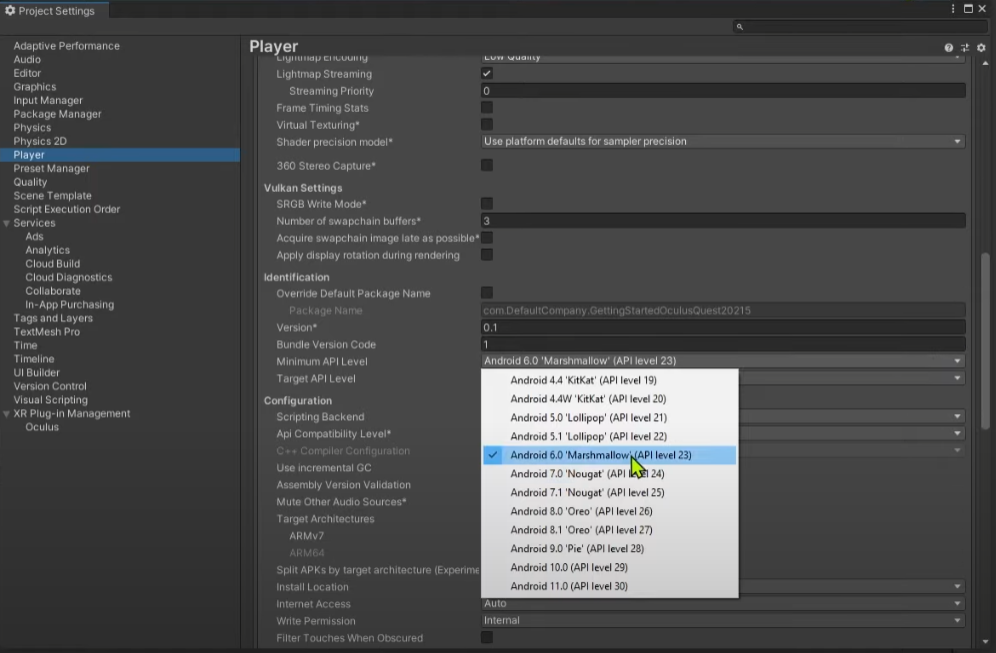 Project Settings
Adaptive Performance
Audio
Editor
Graphics
Input Manager
Package Manager
Physics
Physics 2D
Player
Preset Manager
Quality
Scene Template
Script Execution Order
Services
Ads
Analytics
Cloud Build
Cloud Diagnostics
Collaborate
In-App Purchasing
Tags and Layers
TextMesh Pro
Time
Timeline
UI Builder
Version Control
Visual Scripting
XR Plug-in Management
Oculus
Player
Lightmap Encoding Low Quality
Lightmap Streaming
Streaming Priority 0
Frame Timing Stats
Virtual Texturing*
Shader precision model* Use platform defaults for sampler precision
360 Stereo Capture*
Vulkan Settings
SRGB Write Mode*
Number of swapchain buffers* 3
Acquire swapchain image late as possible*
Apply display rotation during rendering
Identification
Override Default Package Name
Package Name com.DefaultCompany.GettingStartedOculusQuest20215
Version* 0.1
Bundle Version Code 1
Minimum API Level Android 6.0 'Marshmallow' (API level 23)
Target API Level
Configuration
Scripting Backend
Api Compatibility Level*
C++ Compiler Configuration
Use incremental GC
Assembly Version Validation
Mute Other Audio Sources*
Target Architectures
ARMv7
ARM64
Split APKs by target architecture (Experime
Install Location
Internet Access Auto
Write Permission Internal
Filter Touches When Obscured
Android 4.4 'KitKat' (API level 19)
Android 4.4W 'KitKat' (API level 20)
Android 5.0 'Lollipop' (API level 21)
Android 5.1 'Lollipop' (API level 22)
Android 6.0 'Marshmallow' (API level 23)
Android 7.0 'Nougat' (API level 24)
Android 7.1 'Nougat' (API level 25)
Android 8.0 'Oreo' (API level 26)
Android 8.1 'Oreo' (API level 27)
Android 9.0 'Pie' (API level 28)
Android 10.0 (API level 29)
Android 11.0 (API level 30)